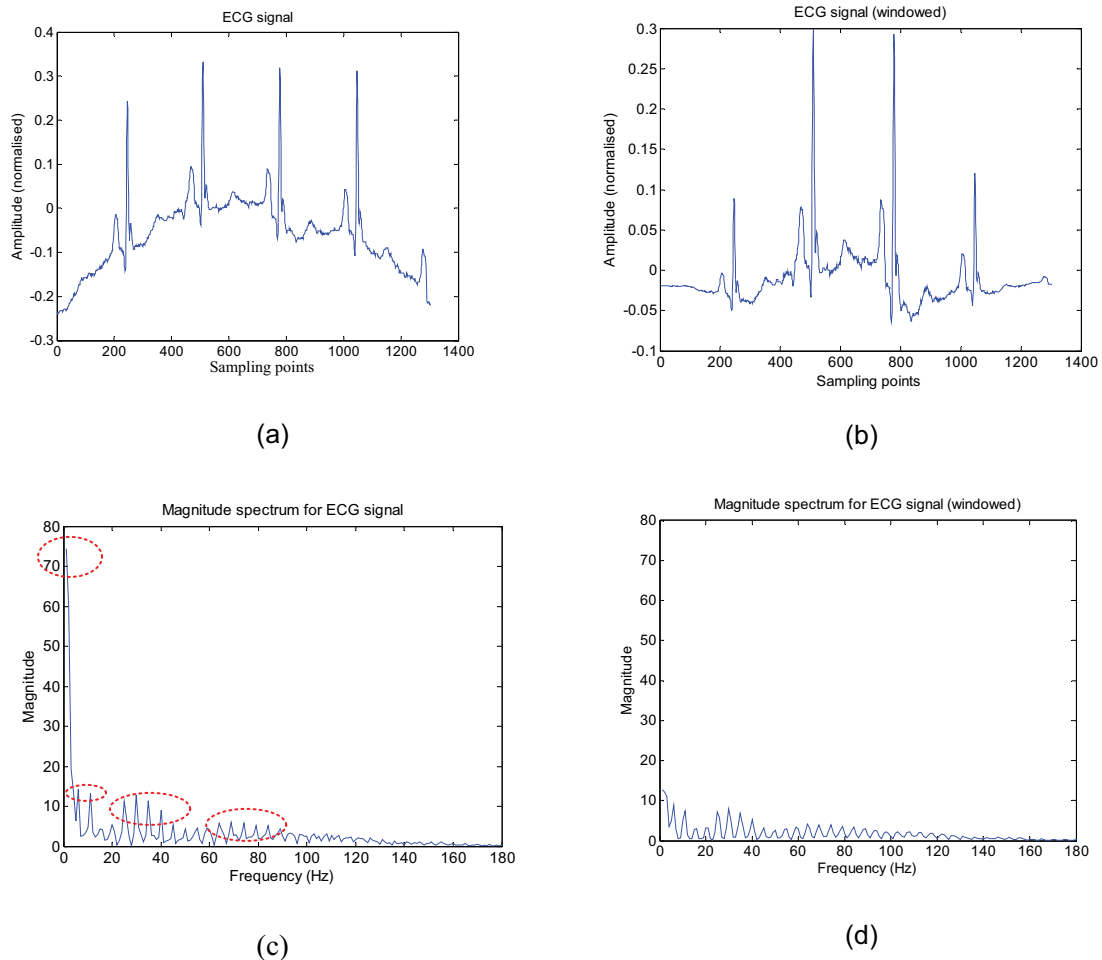 ECG signal
0.4
0.3
0.2
0.1
0
-0.1
-0.2
-0.3
Amplitude (normalised)
0 200 400 600 800 1000 1200 1400
Sampling points
(a)
ECG signal (windowed)
0.3
0.25
0.2
0.15
0.1
0.05
0
-0.05
-0.1
Amplitude (normalised)
0 200 400 600 800 1000 1200 1400
Sampling points
(b)
Magnitude spectrum for ECG signal
80
70
60
50
40
30
20
10
0
Magnitude
0 20 40 60 80 100 120 140 160 180
Frequency (Hz)
(c)
Magnitude spectrum for ECG signal (windowed)
80
70
60
50
40
30
20
10
0
Magnitude
0 20 40 60 80 100 120 140 160 180
Frequency (Hz)
(d)